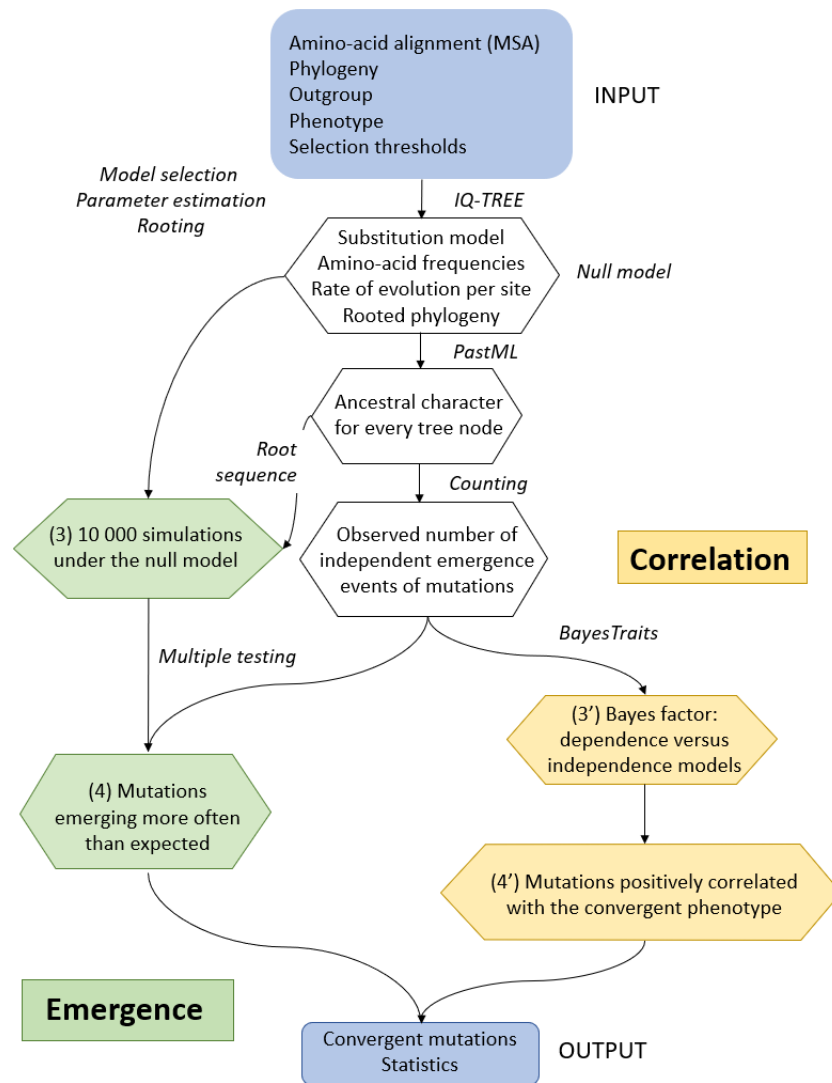 Amino-acid alignment (MSA)
Phylogeny
Outgroup
Phenotype
Selection thresholds
INPUT
Model selection
Parameter estimation
Rooting
IQ-TREE
Substitution model
Amino-acid frequencies
Rate of evolution per site
Rooted phylogeny
Null model
PastML
Ancestral character
for every tree node
Root
sequence
Counting
(3) 10 000 simulations
under the null model
Observed number of
independent emergence
events of mutations
Correlation
Multiple testing
BayesTraits
(3’) Bayes factor:
dependence versus
independence models
(4) Mutations
emerging more often
than expected
(4’) Mutations positively correlated
with the convergent phenotype
Emergence
Convergent mutations
Statistics
OUTPUT